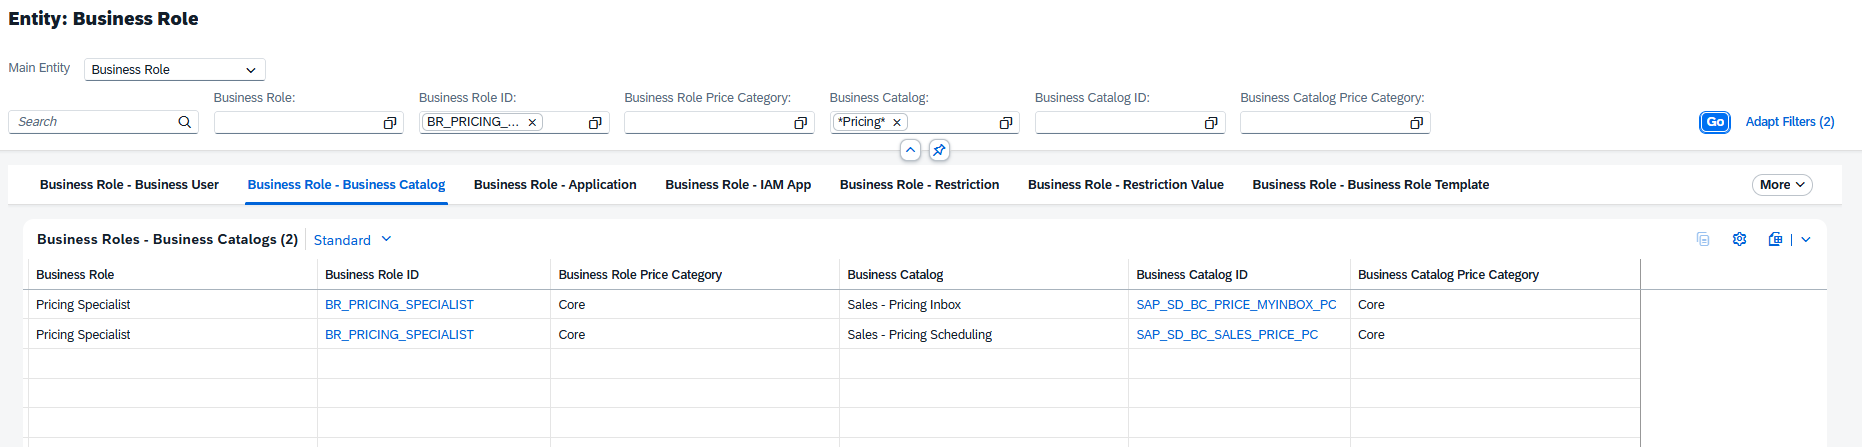 Entity: Business Role
Main Entity Business Role
Business Role: Business Role ID: Business Role Price Category: Business Catalog: Business Catalog ID: Business Catalog Price Category:
Search BR_PRICING_... *Pricing* Go Adapt Filters (2)
Business Role - Business User Business Role - Business Catalog Business Role - Application Business Role - IAM App Business Role - Restriction Business Role - Restriction Value Business Role - Business Role Template More
Business Roles - Business Catalogs (2) Standard
Business Role Business Role ID Business Role Price Category Business Catalog Business Catalog ID Business Catalog Price Category
Pricing Specialist BR_PRICING_SPECIALIST Core Sales - Pricing Inbox SAP_SD_BC_PRICE_MYINBOX_PC Core
Pricing Specialist BR_PRICING_SPECIALIST Core Sales - Pricing Scheduling SAP_SD_BC_SALES_PRICE_PC Core